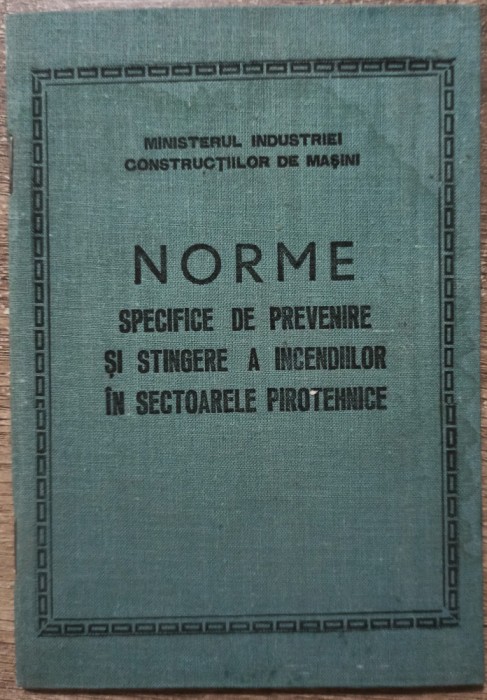 MINISTERUL INDUSTRIEI
CONSTRUCȚIILOR DE MAȘINI
NORME
SPECIFICE DE PREVENIRE
ȘI STINGERE A INCENDIILOR
ÎN SECTOARELE PIROTEHNICE